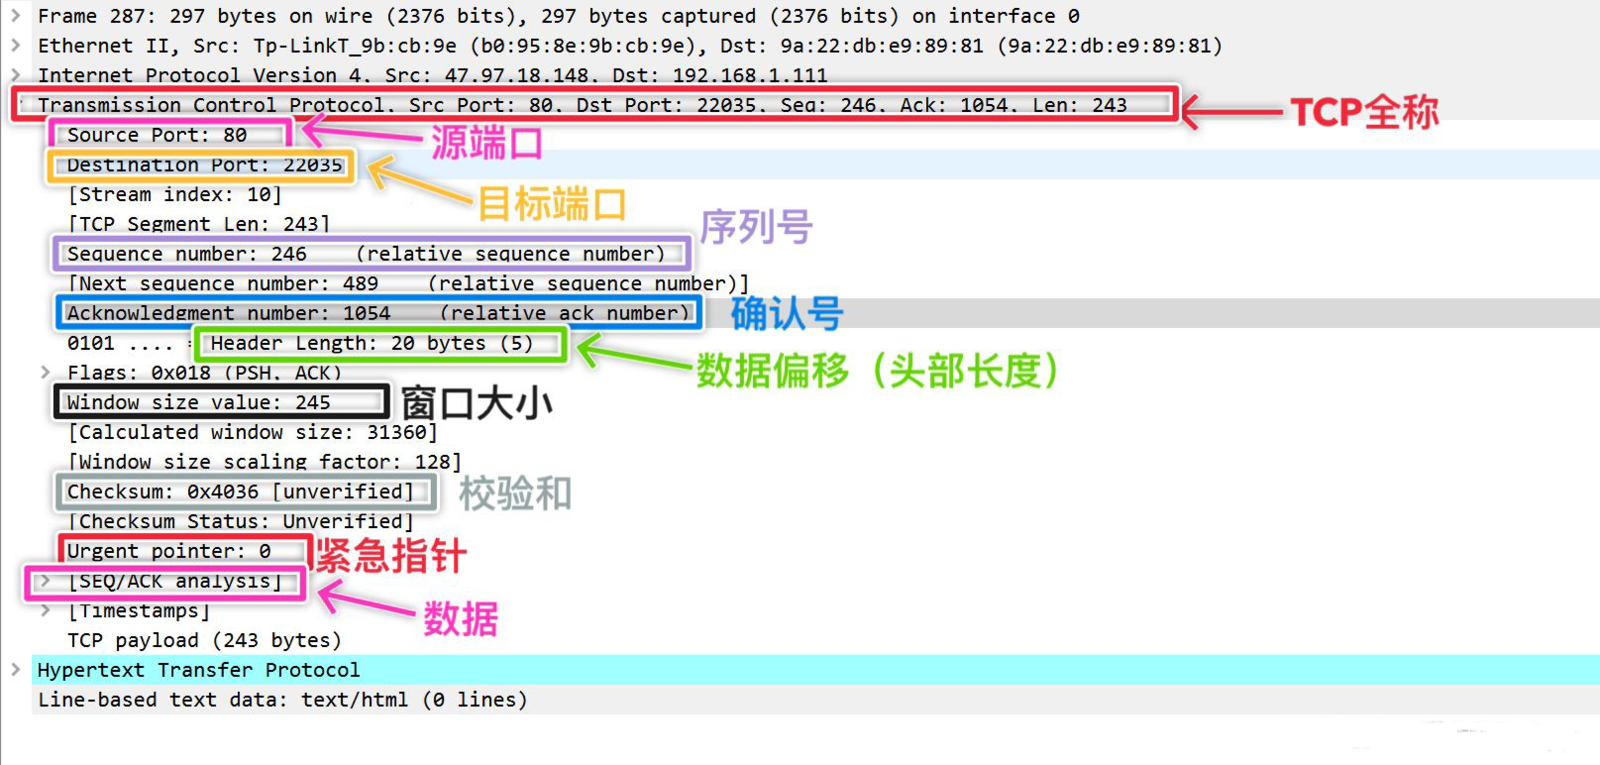 Frame 287: 297 bytes on wire (2376 bits), 297 bytes captured (2376 bits) on interface 0
Ethernet II, Src: Tp-LinkT_9b:cb:9e (b0:95:8e:9b:cb:9e), Dst: 9a:22:db:e9:89:81 (9a:22:db:e9:89:81)
Internet Protocol Version 4, Src: 47.97.18.148, Dst: 192.168.1.111
Transmission Control Protocol, Src Port: 80, Dst Port: 22035, Seq: 246, Ack: 1054, Len: 243
TCP全称
Source Port: 80
源端口
Destination Port: 22035
目标端口
[Stream index: 10]
[TCP Segment Len: 243]
序列号
Sequence number: 246    (relative sequence number)
[Next sequence number: 489    (relative sequence number)]
Acknowledgment number: 1054    (relative ack number)
确认号
0101 .... = Header Length: 20 bytes (5)
数据偏移（头部长度）
Flags: 0x018 (PSH, ACK)
Window size value: 245
窗口大小
[Calculated window size: 31360]
[Window size scaling factor: 128]
Checksum: 0x4036 [unverified]
校验和
[Checksum Status: Unverified]
Urgent pointer: 0
紧急指针
[SEQ/ACK analysis]
数据
[Timestamps]
TCP payload (243 bytes)
Hypertext Transfer Protocol
Line-based text data: text/html (0 lines)